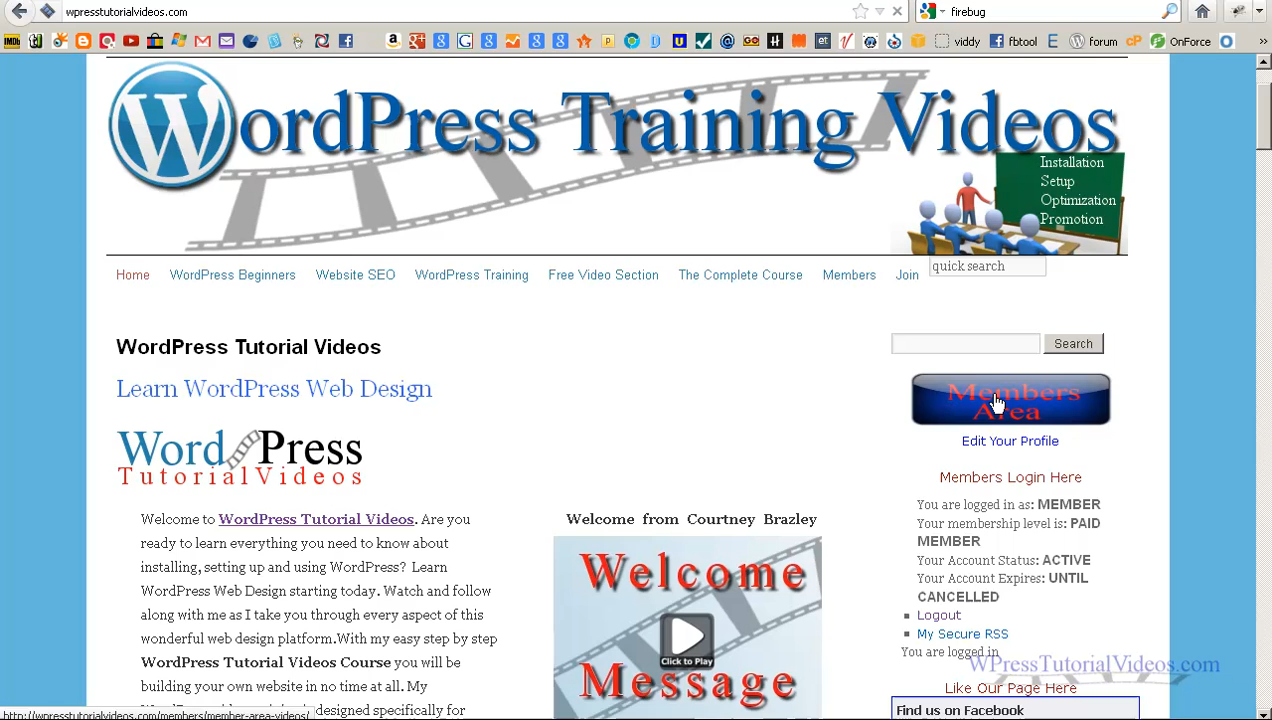 wpresstutorialvideos.com
firebug
viddy
fbtool
forum
OnForce
WordPress Training Videos
Installation
Setup
Optimization
Promotion
Home WordPress Beginners Website SEO WordPress Training Free Video Section The Complete Course Members Join
quick search
WordPress Tutorial Videos
Search
Learn WordPress Web Design
Members
Area
Edit Your Profile
WordPress
TutorialVideos
Members Login Here
Welcome to WordPress Tutorial Videos. Are you
ready to learn everything you need to know about
installing, setting up and using WordPress? Learn
WordPress Web Design starting today. Watch and follow
along with me as I take you through every aspect of this
wonderful web design platform.With my easy step by step
WordPress Tutorial Videos Course you will be
building your own website in no time at all. My
designed specifically for
Welcome from Courtney Brazley
Welcome
Click to Play
Message
You are logged in as: MEMBER
Your membership level is: PAID
MEMBER
Your Account Status: ACTIVE
Your Account Expires: UNTIL
CANCELLED
Logout
My Secure RSS
You are logged in
WPressTutorialVideos.com
Like Our Page Here
Find us on Facebook
http://wpresstutorialvideos.com/members/member-area-videos/